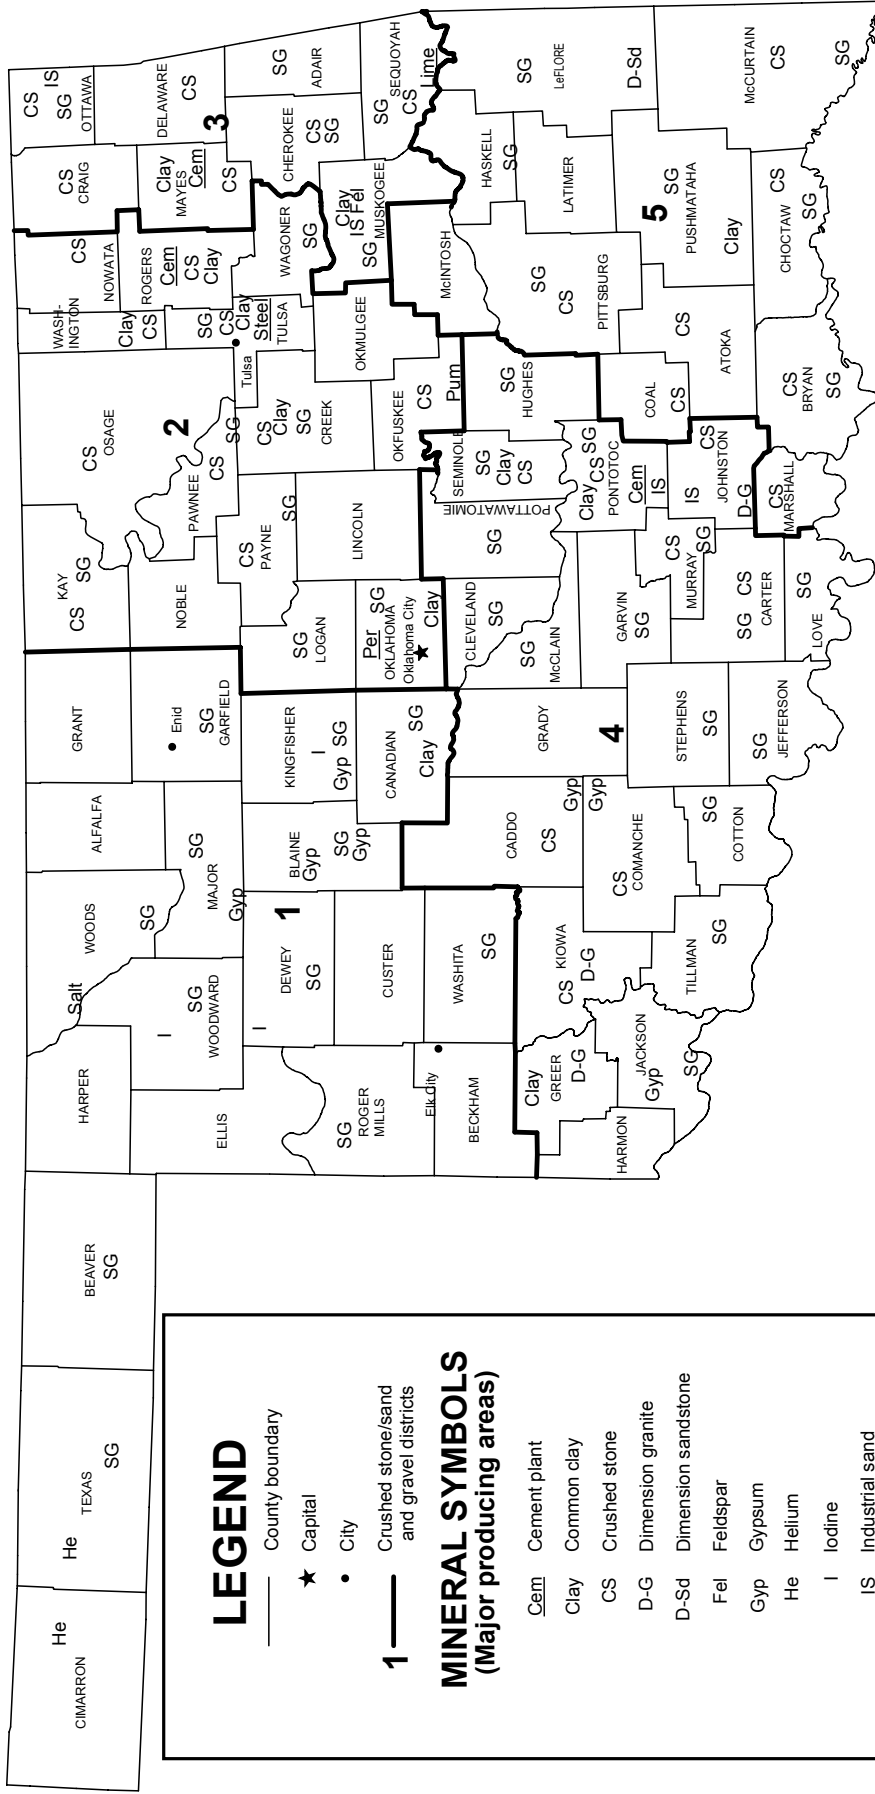 CIMARRON
He
He
TEXAS
SG
BEAVER
SG
HARPER
Salt
WOODS
SG
ALFALFA
GRANT
ELLIS
I
WOODWARD
SG
MAJOR
SG
Gyp
Enid
SG
GARFIELD
SG
ROGER
MILLS
I
DEWEY
SG
1
BLAINE
Gyp
SG
Gyp
KINGFISHER
I
Gyp SG
CUSTER
CANADIAN
SG
Clay
Elk City
BECKHAM
WASHITA
SG
KAY
CS
SG
NOBLE
CS
OSAGE
2
PAWNEE
CS
SG
CS
PAYNE
SG
SG
LOGAN
LINCOLN
Per SG
OKLAHOMA
Oklahoma City
Clay
WASH-
INGTON
Clay
CS
CS
NOWATA
ROGERS
Cem
CS
Clay
SG
CS
Clay
Steel
TULSA
Tulsa
CS
Clay
SG
CREEK
WAGONER
SG
OKMULGEE
OKFUSKEE
CS
Pum
CS
CRAIG
CS
IS
SG
OTTAWA
Clay
MAYES
Cem
CS
DELAWARE
CS
3
CHEROKEE
CS
SG
SG
ADAIR
Clay
IS Fel
SG
MUSKOGEE
SG
SEQUOYAH
CS
Lime
McINTOSH
HASKELL
SG
SG
LeFLORE
D-Sd
LATIMER
SG
CS
PITTSBURG
5
SG
PUSHMATAHA
Clay
CS
McCURTAIN
SG
CS
CHOCTAW
SG
CS
ATOKA
COAL
CS
CS
BRYAN
SG
CS
MARSHALL
SG
HUGHES
SEMINOLE
SG
Clay
CS
POTTAWATOMIE
SG
CLEVELAND
SG
SG
McCLAIN
Clay
CS
SG
PONTOTOC
Cem
IS
IS
CS
JOHNSTON
D-G
GARVIN
SG
CS
MURRAY
SG
SG
CS
CARTER
SG
LOVE
GRADY
4
STEPHENS
SG
SG
JEFFERSON
CADDO
CS
Gyp
Gyp
CS
COMANCHE
SG
COTTON
CS
KIOWA
D-G
TILLMAN
SG
Clay
GREER
D-G
JACKSON
Gyp
SG
HARMON
LEGEND
County boundary
Capital
City
1
Crushed stone/sand
and gravel districts
MINERAL SYMBOLS
(Major producing areas)
Cem Cement plant
Clay Common clay
CS Crushed stone
D-G Dimension granite
D-Sd Dimension sandstone
Fel Feldspar
Gyp Gypsum
He Helium
I Iodine
IS Industrial sand